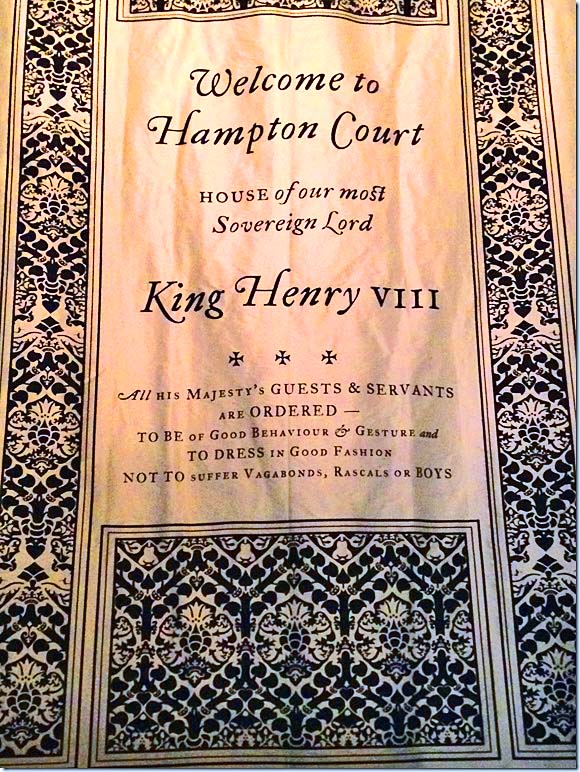 Welcome to
Hampton Court
HOUSE of our most
Sovereign Lord
King Henry VIII
All HIS MAJESTY'S GUESTS & SERVANTS
ARE ORDERED —
TO BE OF GOOD BEHAVIOUR & GESTURE and
TO DRESS IN GOOD FASHION
NOT TO SUFFER VAGABONDS, RASCALS OR BOYS